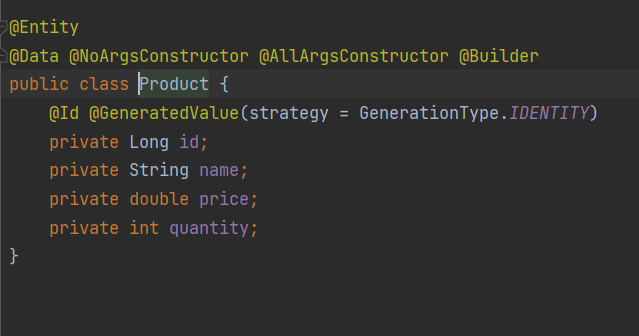 @Entity
@Data @NoArgsConstructor @AllArgsConstructor @Builder
public class Product {
    @Id @GeneratedValue(strategy = GenerationType.IDENTITY)
    private Long id;
    private String name;
    private double price;
    private int quantity;
}